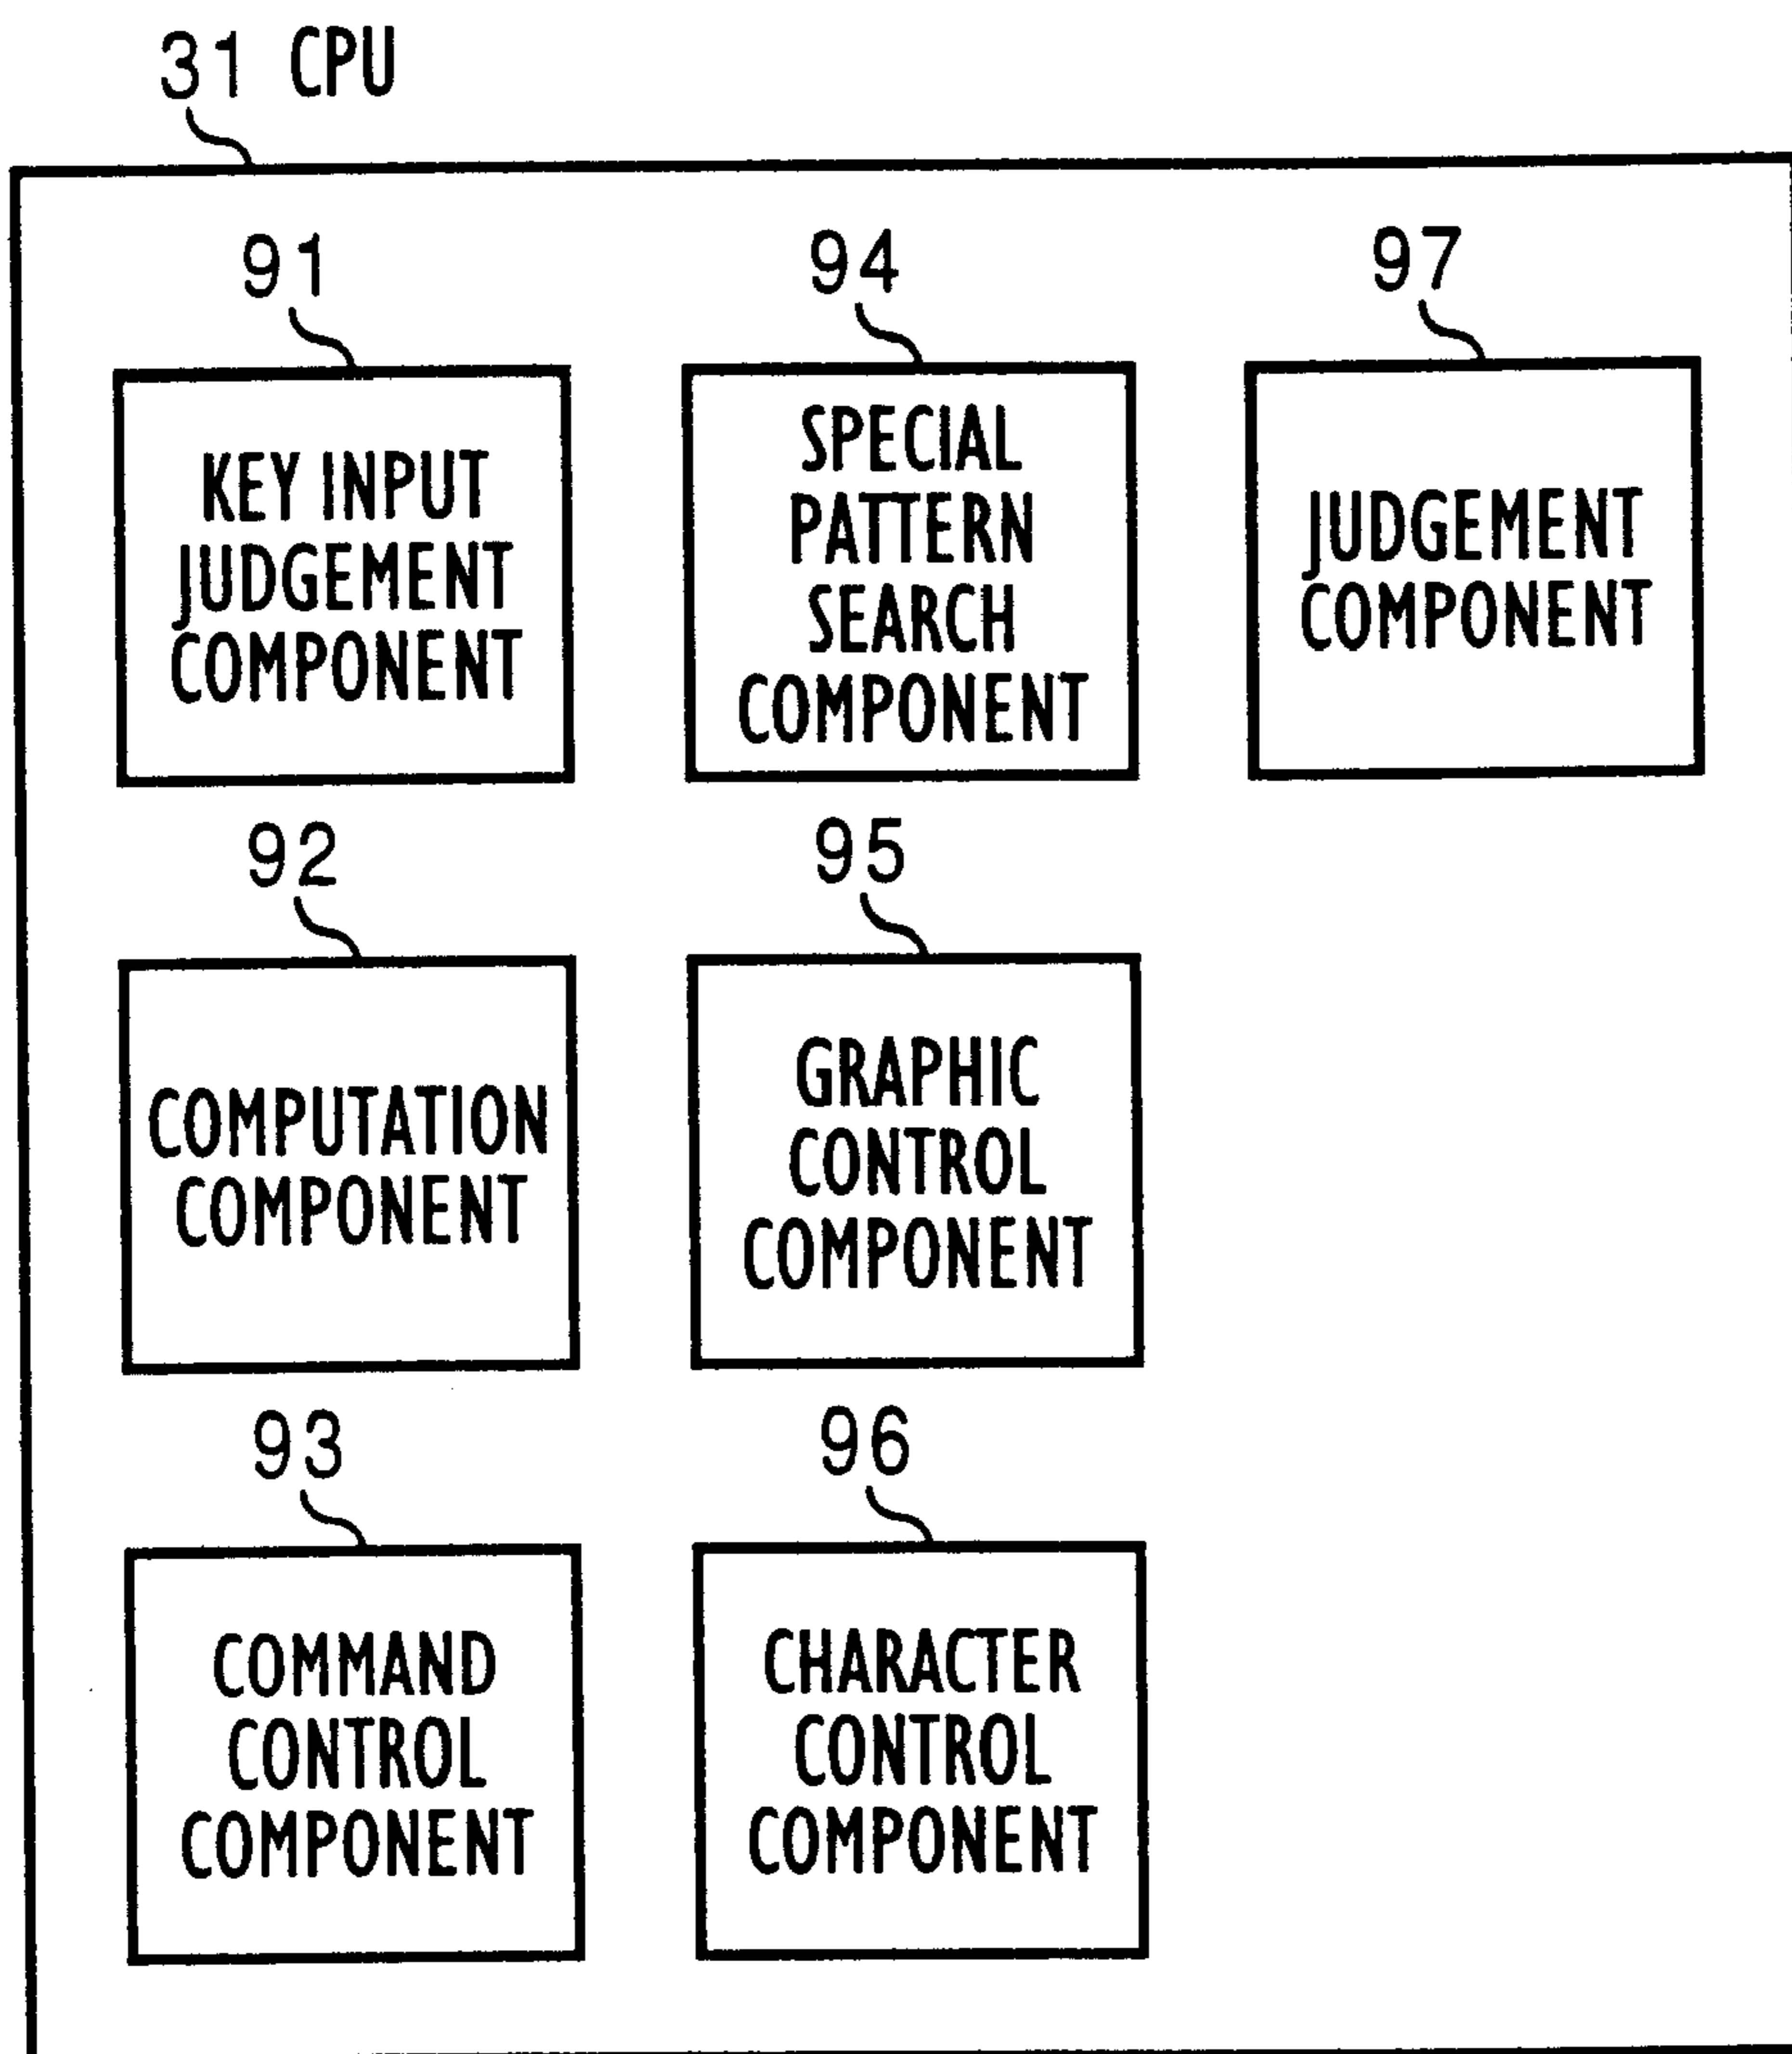 31 CPU
91
KEY INPUT
JUDGEMENT
COMPONENT
94
SPECIAL
PATTERN
SEARCH
COMPONENT
97
JUDGEMENT
COMPONENT
92
COMPUTATION
COMPONENT
95
GRAPHIC
CONTROL
COMPONENT
93
COMMAND
CONTROL
COMPONENT
96
CHARACTER
CONTROL
COMPONENT